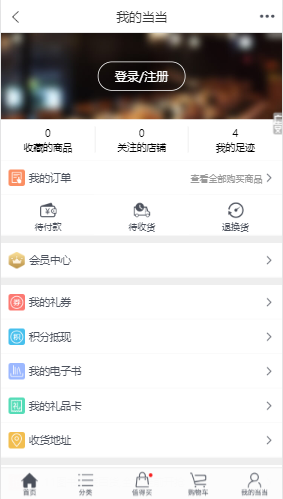 我的当当
登录/注册
0 0 4
收藏的商品 关注的店铺 我的足迹
我的订单 查看全部购买商品
待付款 待收货 退换货
会员中心
我的礼券
积分抵现
我的电子书
我的礼品卡
收货地址
首页 分类 值得买 购物车 我的当当